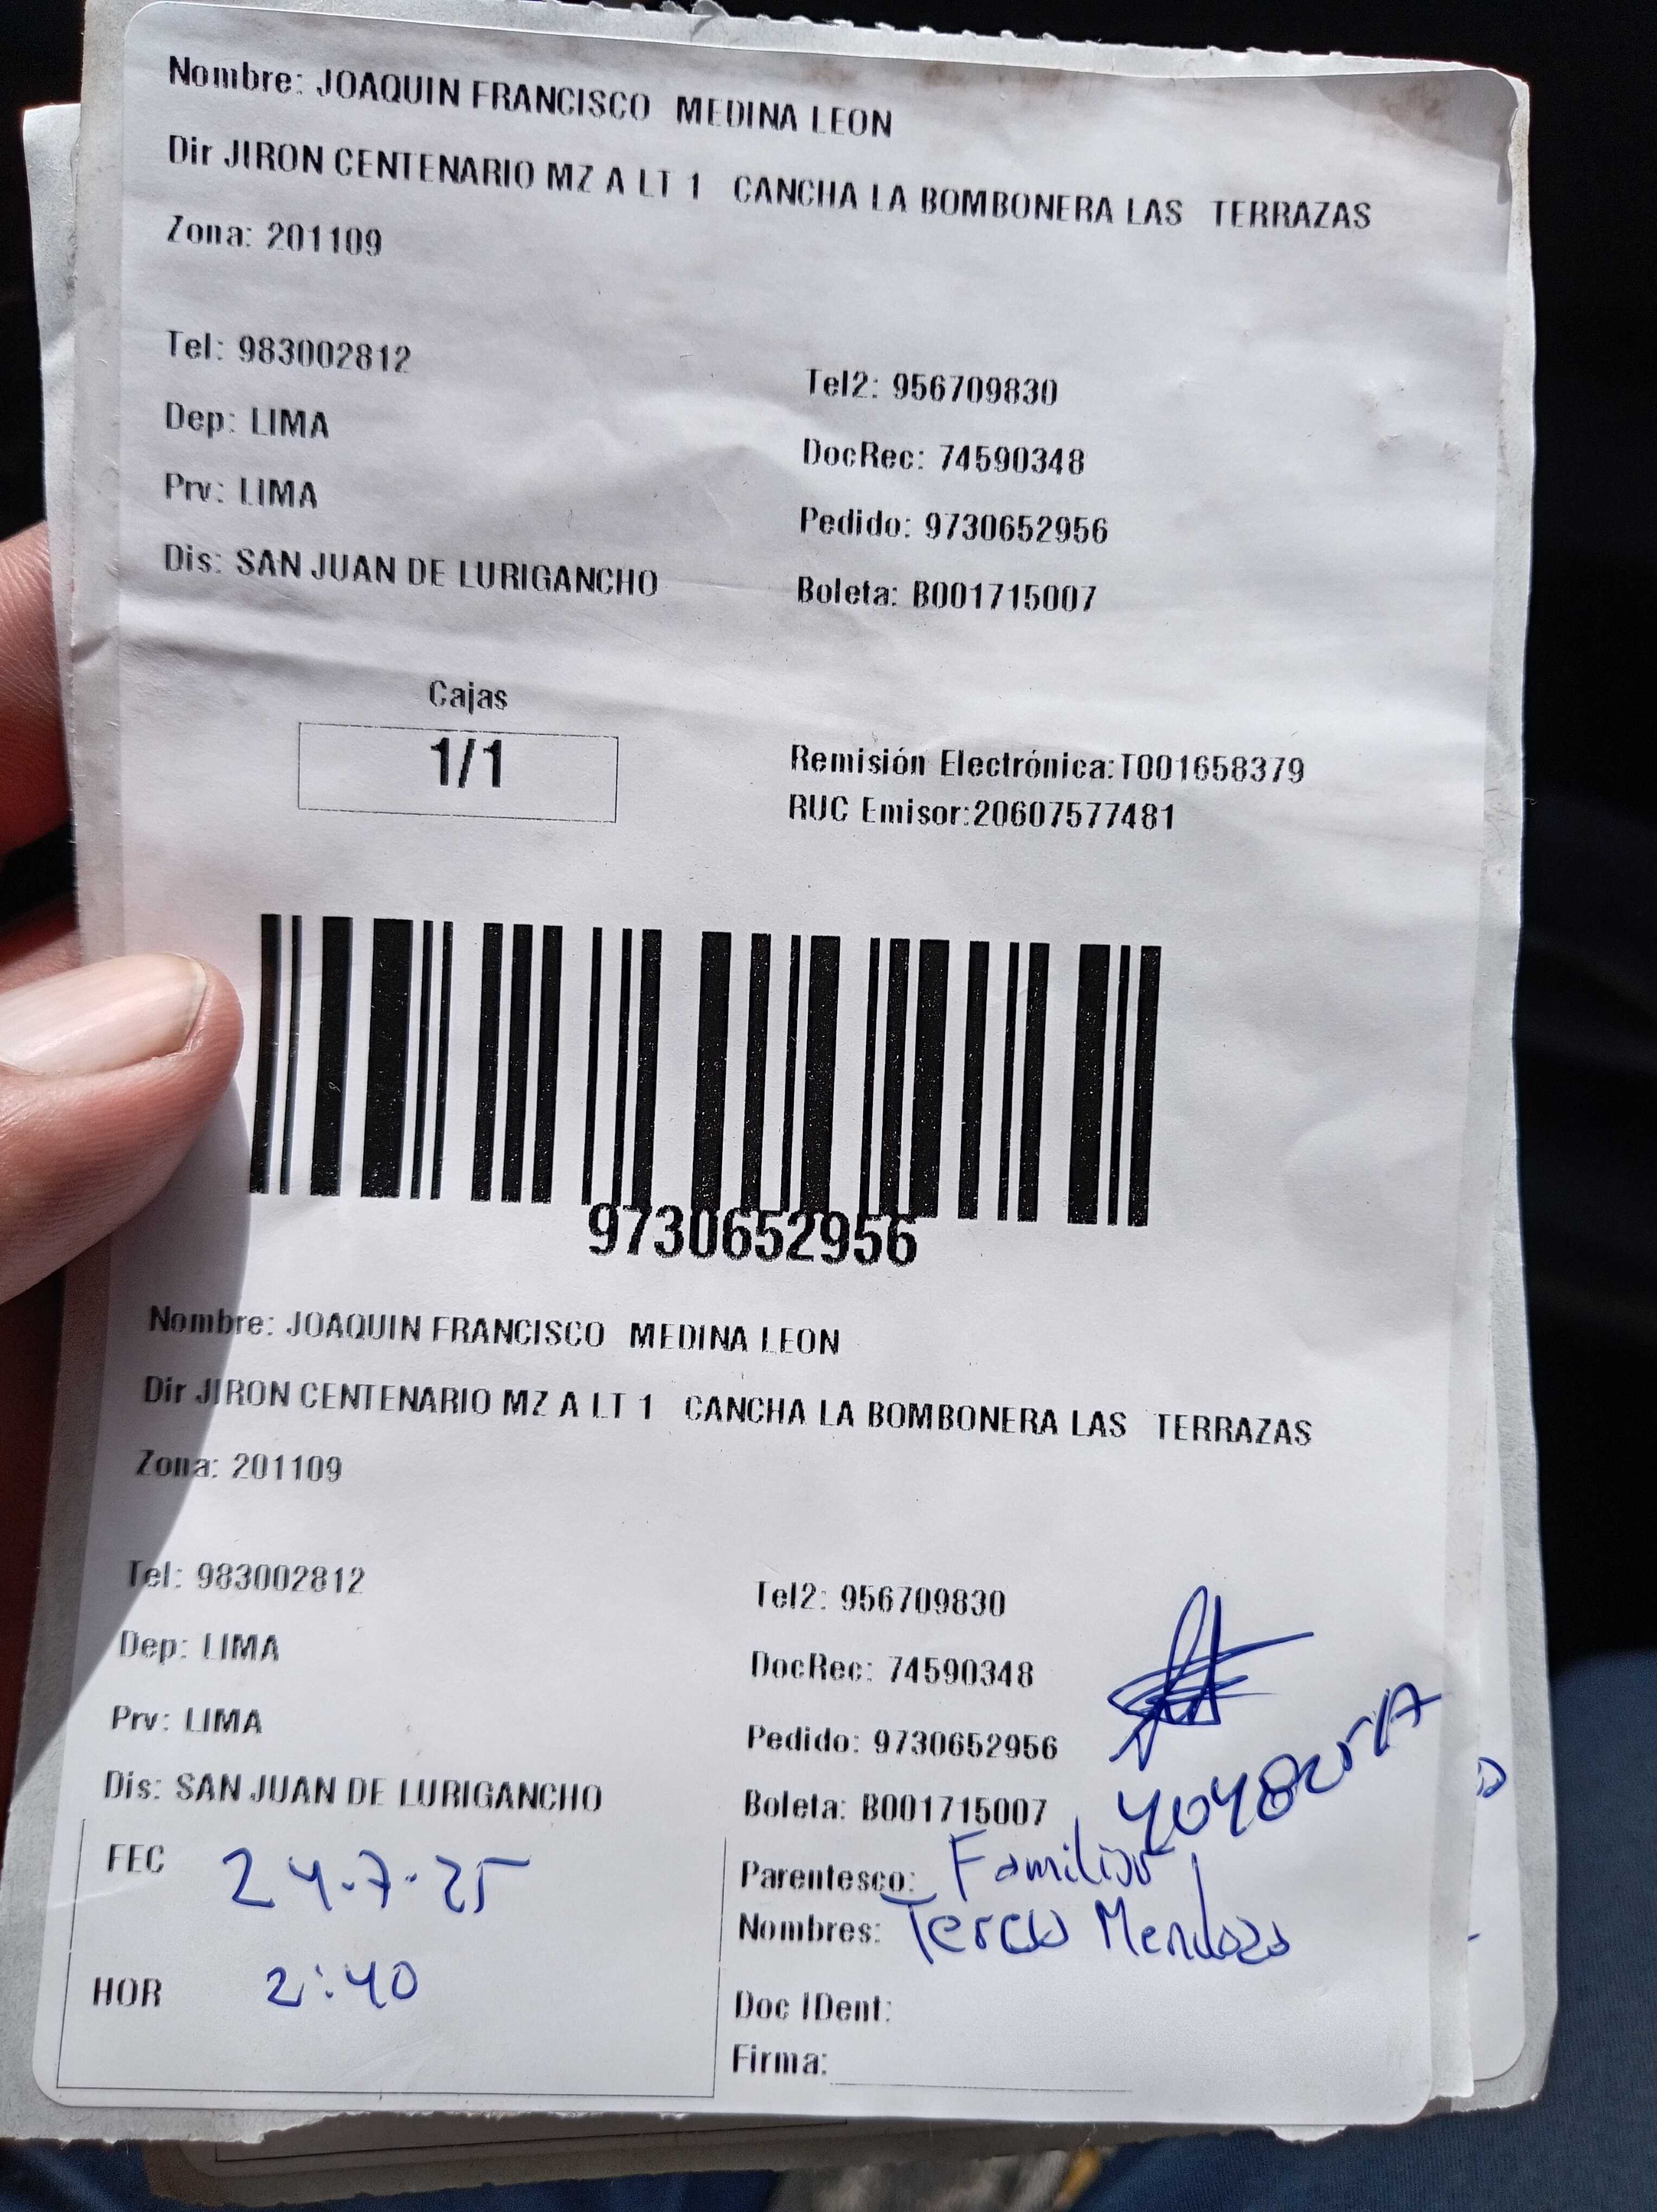 Nombre: JOAQUIN FRANCISCO MEDINA LEON
Dir JIRON CENTENARIO MZ A LT 1 CANCHA LA BOMBONERA LAS TERRAZAS
Zona: 201109
Tel: 983002812
Tel2: 956709830
Dep: LIMA
DocRec: 74590348
Prv: LIMA
Pedido: 9730652956
Dis: SAN JUAN DE LURIGANCHO
Boleta: B001715007
Cajas
1/1
Remisión Electrónica:T001658379
RUC Emisor:20607577481
9730652956
Nombre: JOAQUIN FRANCISCO MEDINA LEON
Dir JIRON CENTENARIO MZ A LT 1 CANCHA LA BOMBONERA LAS TERRAZAS
Zona: 201109
Tel: 983002812
Tel2: 956709830
Dep: LIMA
DocRec: 74590348
Prv: LIMA
Pedido: 9730652956
Dis: SAN JUAN DE LURIGANCHO
Boleta: B001715007
FEC 24-7-25
Parentesco: Familiar
Nombres: Mendoza
HOR 2:40
Doc IDent:
Firma: